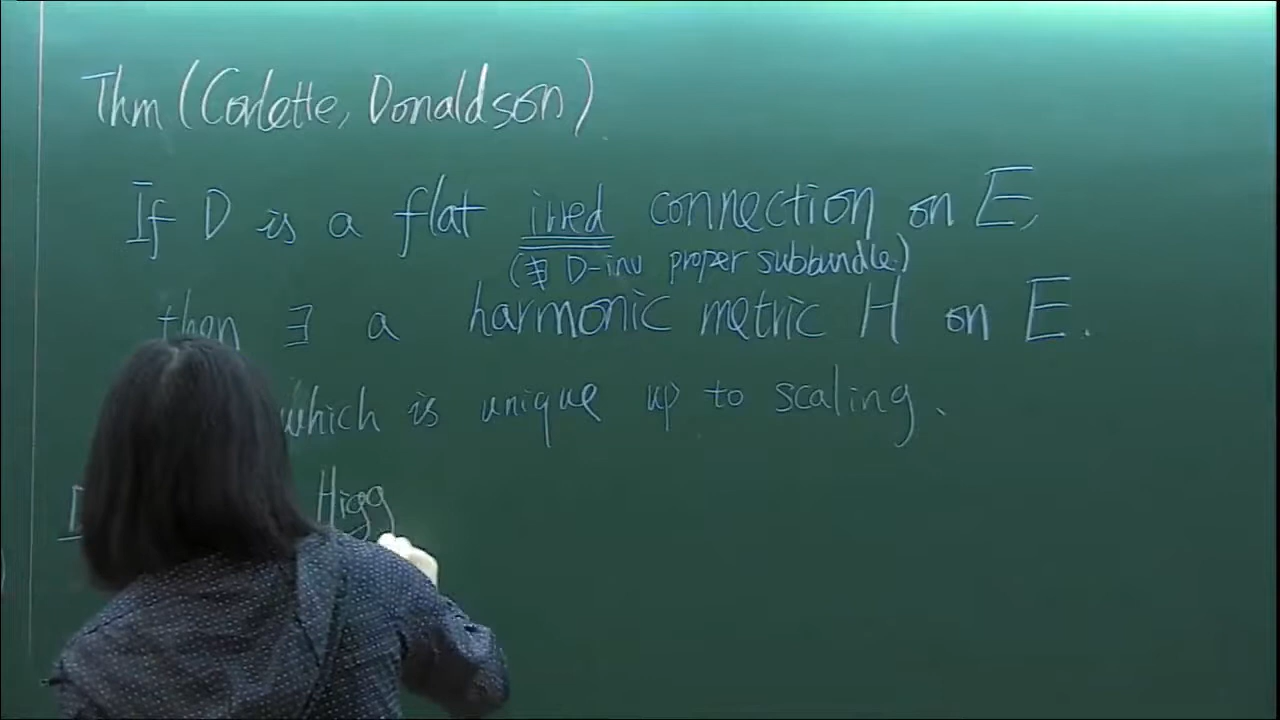 Thm (Corlette, Donaldson)
If D is a flat irred connection on E,
(∄ D-inv proper subbundle)
then ∃ a harmonic metric H on E.
which is unique up to scaling.
Higg